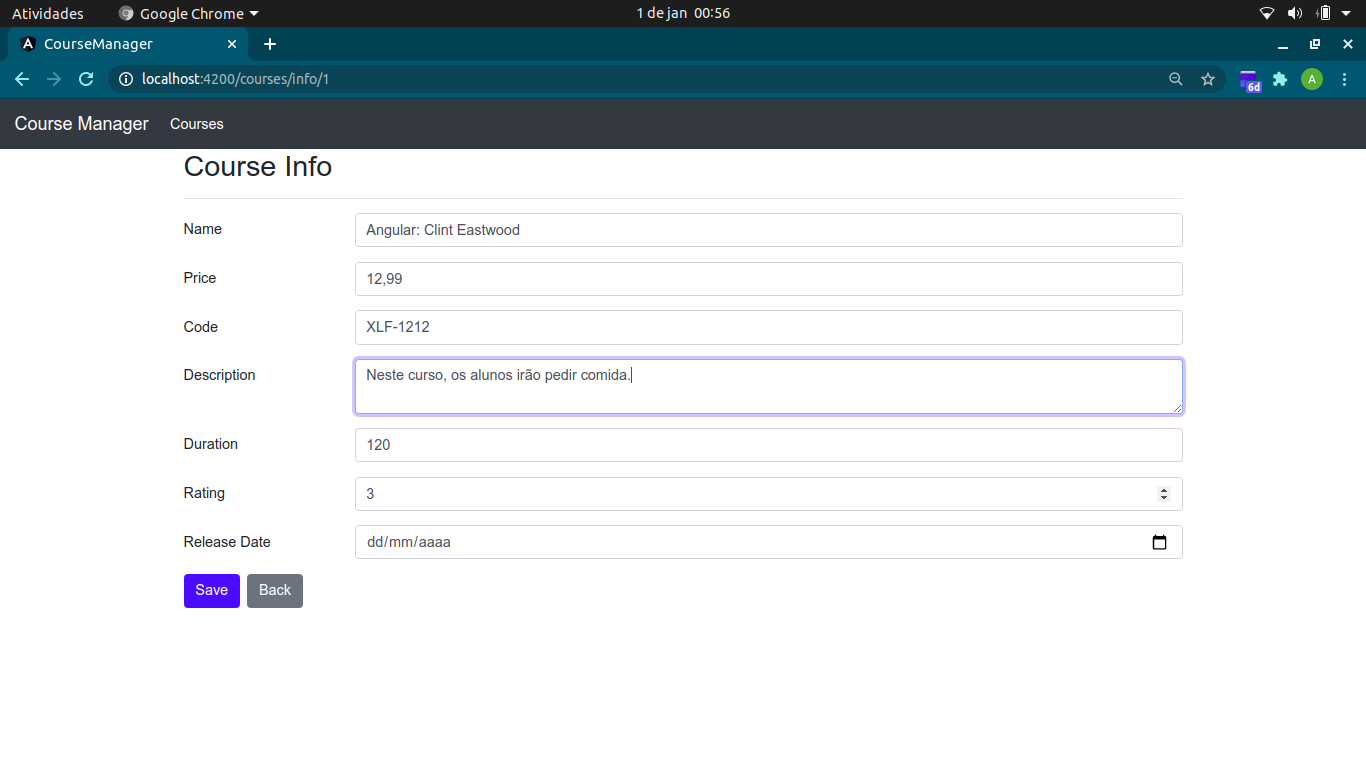 Atividades Google Chrome 1 de jan 00:56
CourseManager
localhost:4200/courses/info/1
6d
A
Course Manager Courses
Course Info
Name Angular: Clint Eastwood
Price 12,99
Code XLF-1212
Description Neste curso, os alunos irão pedir comida.
Duration 120
Rating 3
Release Date dd/mm/aaaa
Save Back